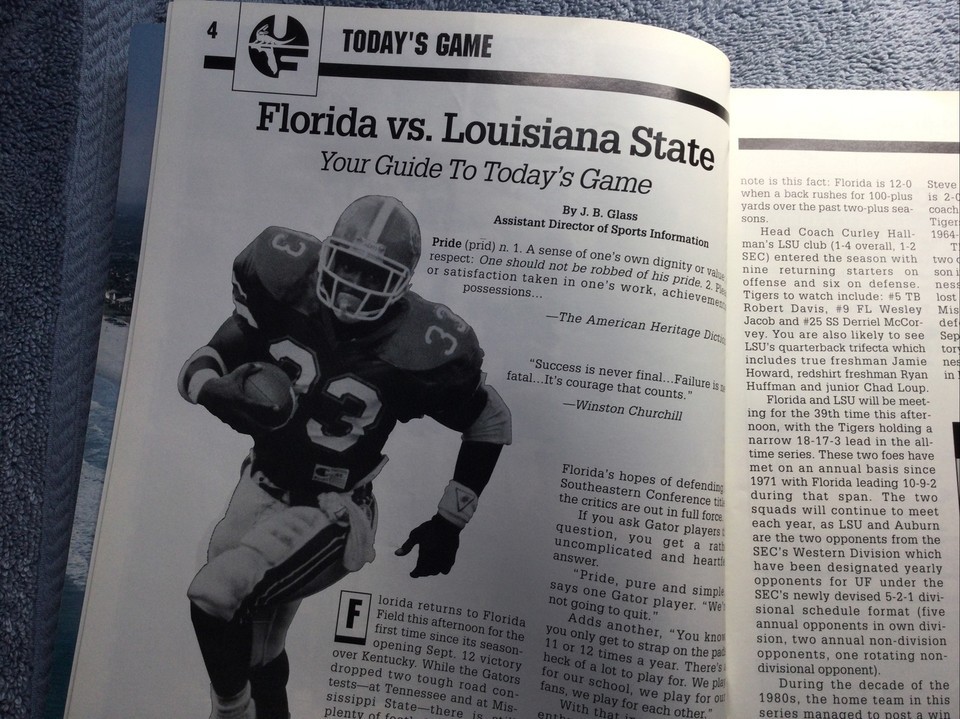 4
TODAY'S GAME
Florida vs. Louisiana State
Your Guide To Today's Game
By J. B. Glass
Assistant Director of Sports Information
Pride (prīd) n. 1. A sense of one's own dignity or
respect: One should not be robbed of his pride. 2.
or satisfaction taken in one's work,
possessions...
—The American Heritage
"Success is never final...Failure is
fatal...It's courage that counts."
—Winston Churchill
33
33
3
Florida's hopes of defending
Southeastern Conference
the critics are out in full force.
If you ask Gator players
question, you get a
uncomplicated and
answer.
"Pride, pure and simple
says one Gator player.
not going to quit."
Adds another, "You know
you only get to strap on the
11 or 12 times a year. There's
heck of a lot to play for. We
for our school, we play for
fans, we play for each other."
With that
Florida returns to Florida
Field this afternoon for the
first time since its season-
opening Sept. 12 victory
over Kentucky. While the Gators
dropped two tough road con-
tests—at Tennessee and at Mis-
sissippi State—there is
plenty of
note is this fact: Florida is 12-0
when a back rushes for 100-plus
yards over the past two-plus sea-
sons.
Head Coach Curley Hall-
man's LSU club (1-4 overall, 1-2
SEC) entered the season with
nine returning starters on
offense and six on defense.
Tigers to watch include: #5 TB
Robert Davis, #9 FL Wesley
Jacob and #25 SS Derriel McCor-
vey. You are also likely to see
LSU's quarterback trifecta which
includes true freshman Jamie
Howard, redshirt freshman Ryan
Huffman and junior Chad Loup.
Florida and LSU will be meet-
ing for the 39th time this after-
noon, with the Tigers holding a
narrow 18-17-3 lead in the all-
time series. These two foes have
met on an annual basis since
1971 with Florida leading 10-9-2
during that span. The two
squads will continue to meet
each year, as LSU and Auburn
are the two opponents from the
SEC's Western Division which
have been designated yearly
opponents for UF under the
SEC's newly devised 5-2-1 divi-
sional schedule format (five
annual opponents in own divi-
sion, two annual non-division
opponents, one rotating non-
divisional opponent).
During the decade of the
1980s, the home team in this
series managed to post a win
Steve
is 2-0
coach
Tiger
1964-
two
son
lost
Mis
Sep
in